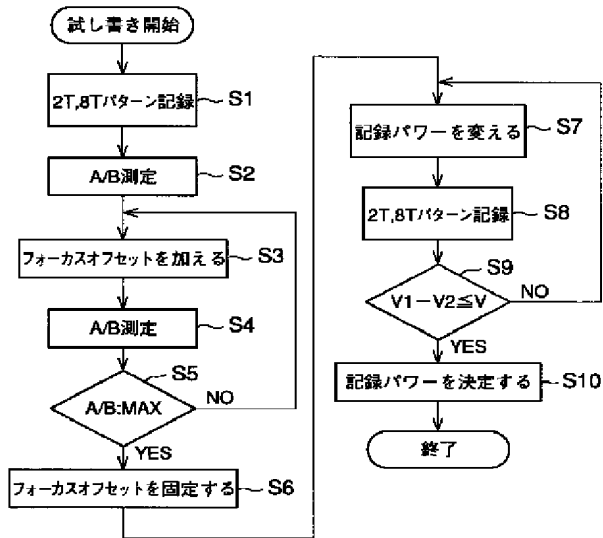 試し書き開始
2T,8Tパターン記録
S1
A/B測定
S2
フォーカスオフセットを加える
S3
A/B測定
S4
A/B:MAX
S5
NO
YES
フォーカスオフセットを固定する
S6
記録パワーを変える
S7
2T,8Tパターン記録
S8
V1−V2≦V
S9
NO
YES
記録パワーを決定する
S10
終了